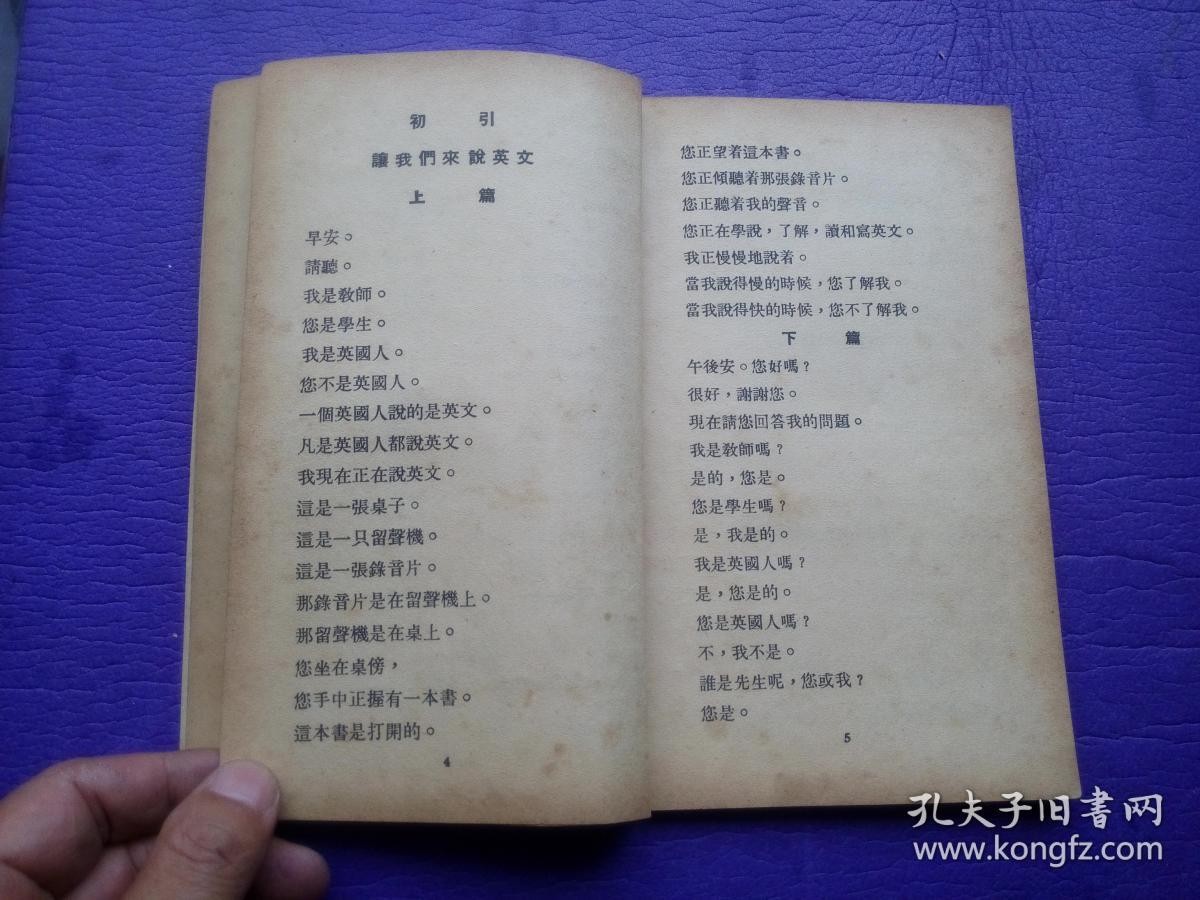 初 引
讓我們來說英文
上 篇
早安。
請聽。
我是教師。
您是學生。
我是英國人。
您不是英國人。
一個英國人說的是英文。
凡是英國人都說英文。
我現在正在說英文。
這是一張桌子。
這是一只留聲機。
這是一張錄音片。
那錄音片是在留聲機上。
那留聲機是在桌上。
您坐在桌傍，
您手中正握有一本書。
這本書是打開的。
4
您正望着這本書。
您正傾聽着那張錄音片。
您正聽着我的聲音。
您正在學說，了解，讀和寫英文。
我正慢慢地說着。
當我說得慢的時候，您了解我。
當我說得快的時候，您不了解我。
下 篇
午後安。您好嗎？
很好，謝謝您。
現在請您回答我的問題。
我是教師嗎？
是的，您是。
您是學生嗎？
是，我是的。
我是英國人嗎？
是，您是的。
您是英國人嗎？
不，我不是。
誰是先生呢，您或我？
您是。
5
孔夫子旧书网
www.kongfz.com